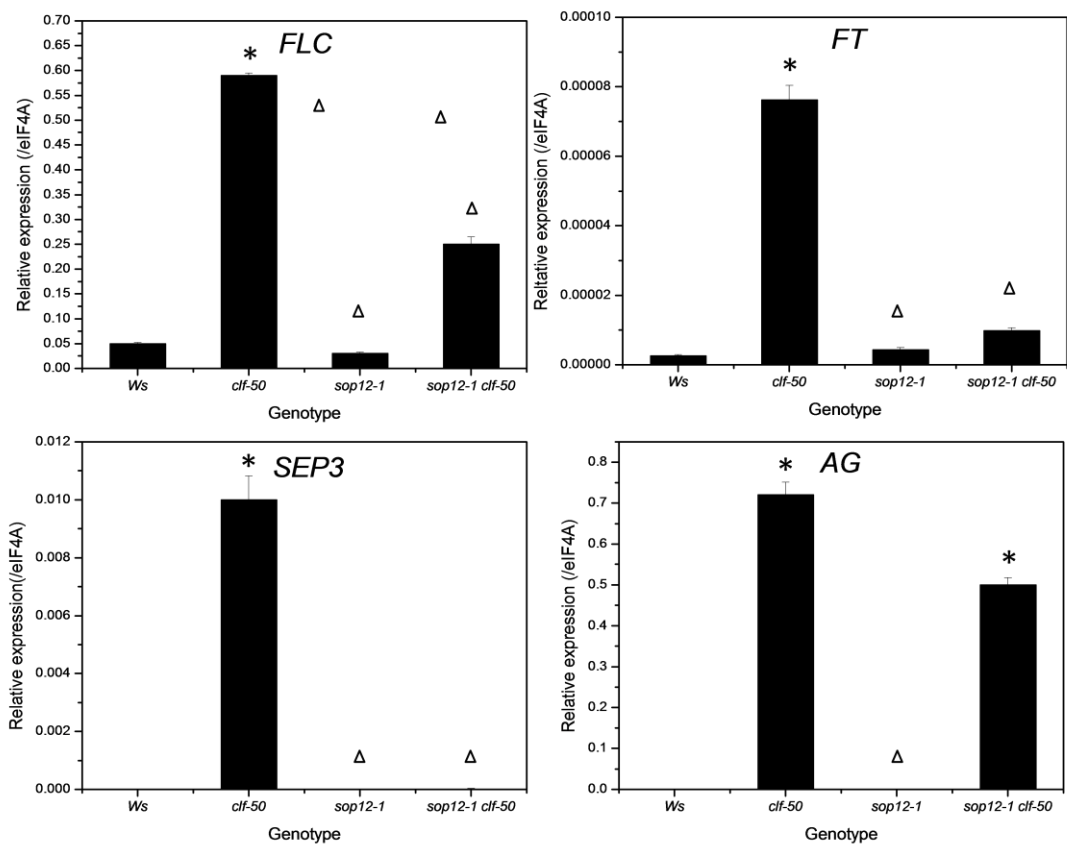 FLC
*
Δ
Δ
Δ
Δ
Relative expression (/eIF4A)
0.70
0.65
0.60
0.55
0.50
0.45
0.40
0.35
0.30
0.25
0.20
0.15
0.10
0.05
0.00
Ws clf-50 sop12-1 sop12-1 clf-50
Genotype
FT
*
Δ
Δ
Reltative expression (/eIF4A)
0.00010
0.00008
0.00006
0.00004
0.00002
0.00000
Ws clf-50 sop12-1 sop12-1 clf-50
Genotype
SEP3
*
Δ
Δ
Relative expression(/eIF4A)
0.012
0.010
0.008
0.006
0.004
0.002
0.000
Ws clf-50 sop12-1 sop12-1 clf-50
Genotype
AG
*
Δ
*
Relative expression (/eIF4A)
0.8
0.7
0.6
0.5
0.4
0.3
0.2
0.1
0.0
Ws clf-50 sop12-1 sop12-1 clf-50
Genotype